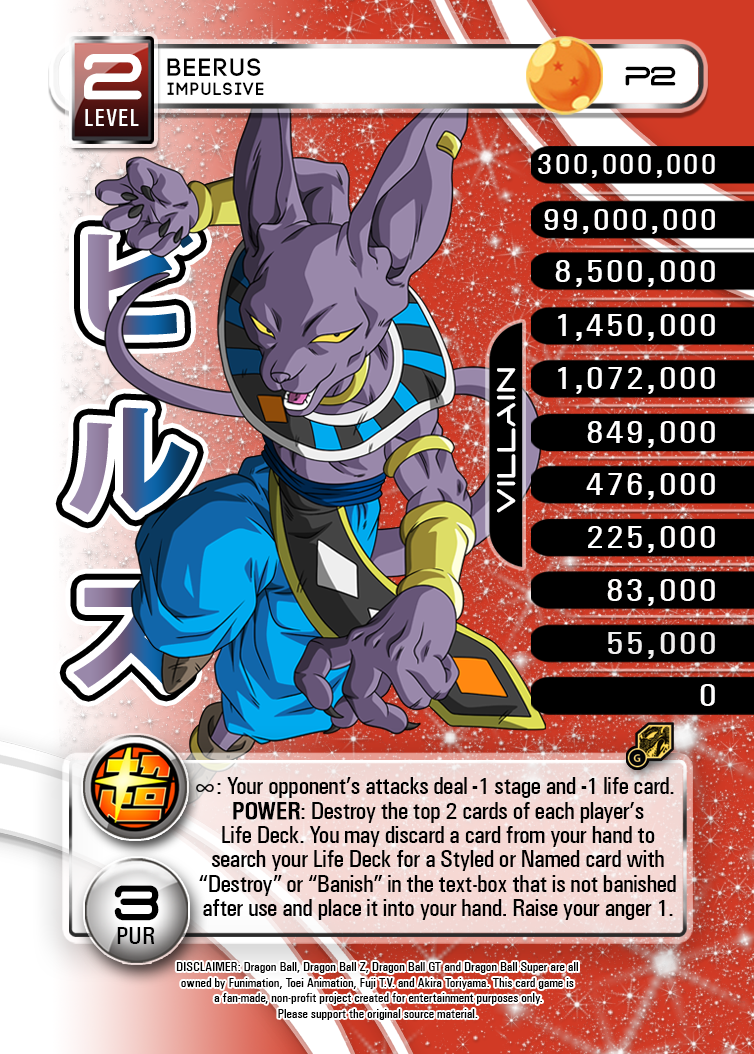 2
LEVEL
BEERUS
IMPULSIVE
P2
300,000,000
99,000,000
8,500,000
1,450,000
1,072,000
849,000
476,000
225,000
83,000
55,000
0
VILLAIN
ビルス
超
3
PUR
G
∞: Your opponent's attacks deal -1 stage and -1 life card.
POWER: Destroy the top 2 cards of each player's
Life Deck. You may discard a card from your hand to
search your Life Deck for a Styled or Named card with
“Destroy” or “Banish” in the text-box that is not banished
after use and place it into your hand. Raise your anger 1.
DISCLAIMER: Dragon Ball, Dragon Ball Z, Dragon Ball GT and Dragon Ball Super are all
owned by Funimation, Toei Animation, Fuji T.V. and Akira Toriyama. This card game is
a fan-made, non-profit project created for entertainment purposes only.
Please support the original source material.